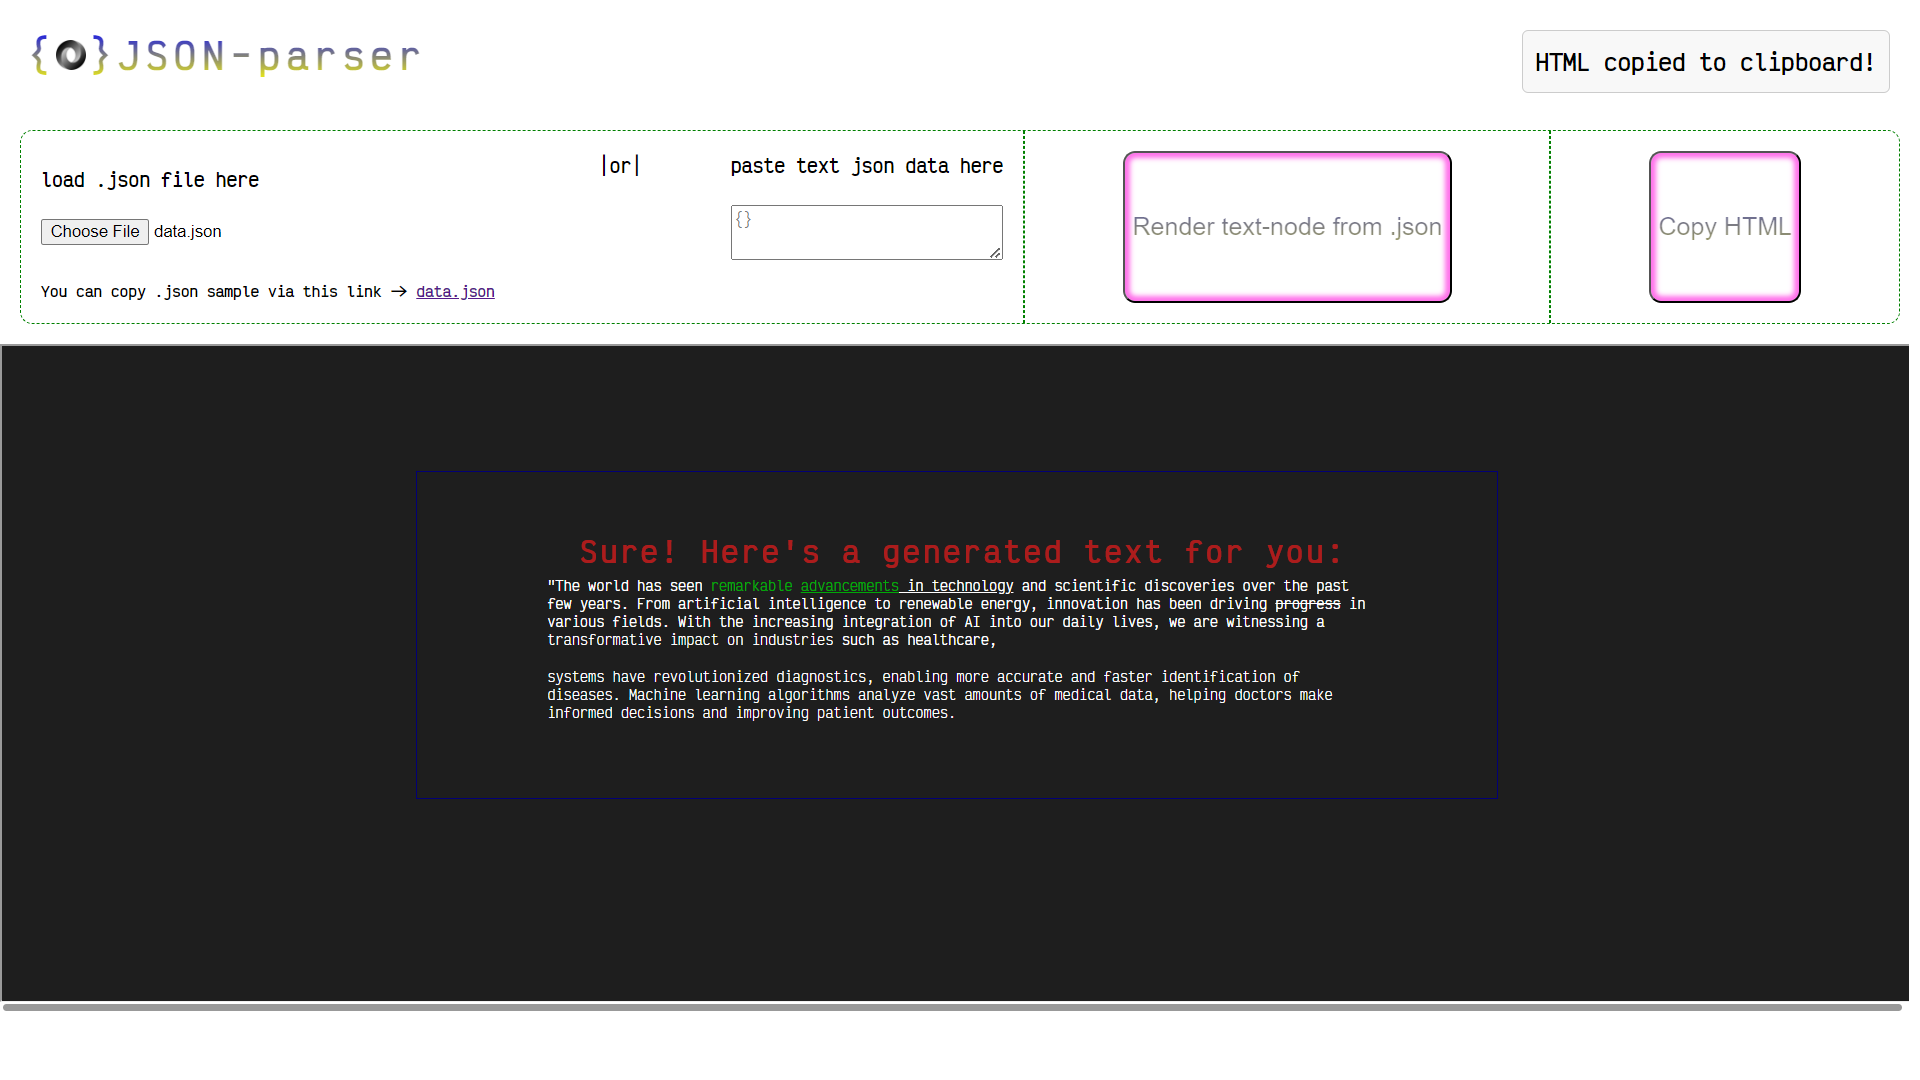 {O}JSON-parser
HTML copied to clipboard!
load .json file here
|or|
paste text json data here
Choose File data.json
{}
You can copy .json sample via this link → data.json
Render text-node from .json
Copy HTML
Sure! Here's a generated text for you:
"The world has seen remarkable advancements in technology and scientific discoveries over the past
few years. From artificial intelligence to renewable energy, innovation has been driving progress in
various fields. With the increasing integration of AI into our daily lives, we are witnessing a
transformative impact on industries such as healthcare,
systems have revolutionized diagnostics, enabling more accurate and faster identification of
diseases. Machine learning algorithms analyze vast amounts of medical data, helping doctors make
informed decisions and improving patient outcomes.